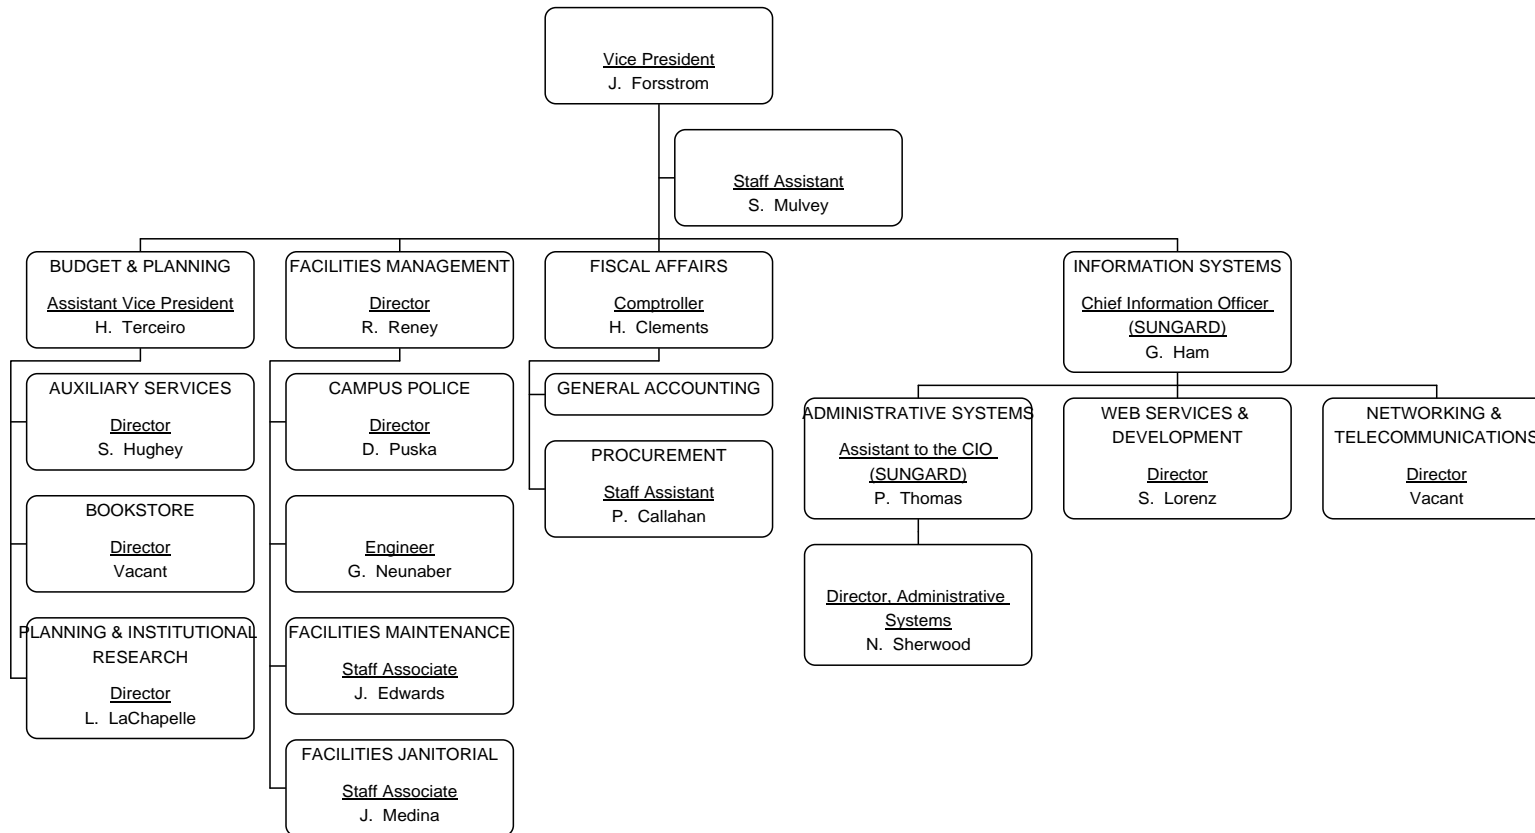 Vice President
J. Forsstrom
Staff Assistant
S. Mulvey
BUDGET & PLANNING
Assistant Vice President
H. Terceiro
FACILITIES MANAGEMENT
Director
R. Reney
FISCAL AFFAIRS
Comptroller
H. Clements
INFORMATION SYSTEMS
Chief Information Officer
(SUNGARD)
G. Ham
AUXILIARY SERVICES
Director
S. Hughey
BOOKSTORE
Director
Vacant
PLANNING & INSTITUTIONAL
RESEARCH
Director
L. LaChapelle
CAMPUS POLICE
Director
D. Puska
Engineer
G. Neunaber
FACILITIES MAINTENANCE
Staff Associate
J. Edwards
FACILITIES JANITORIAL
Staff Associate
J. Medina
GENERAL ACCOUNTING
PROCUREMENT
Staff Assistant
P. Callahan
ADMINISTRATIVE SYSTEMS
Assistant to the CIO
(SUNGARD)
P. Thomas
Director, Administrative
Systems
N. Sherwood
WEB SERVICES &
DEVELOPMENT
Director
S. Lorenz
NETWORKING &
TELECOMMUNICATIONS
Director
Vacant